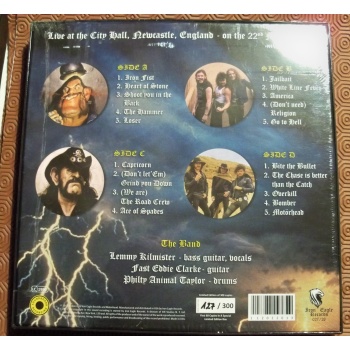 Live at the City Hall, Newcastle, England - on the 22nd
SIDE A
1. Iron Fist
2. Heart of Stone
3. Shoot you in the
Back
4. The Hammer
5. Loser
SIDE B
1. Jailbait
2. White Line Fever
3. America
4. (Don't need)
Religion
5. Go to Hell
SIDE C
1. Capricorn
2. (Don't let'Em)
Grind you Down
3. (We are)
The Road Crew
4. Ace of Spades
SIDE D
1. Bite the Bullet
2. The Chase is better
than the Catch
3. Overkill
4. Bomber
5. Motörhead
The Band
Lemmy Kilmister - bass guitar, vocals
Fast Eddie Clarke - guitar
Philty Animal Taylor - drums
/ 300
Iron Eagle
Records